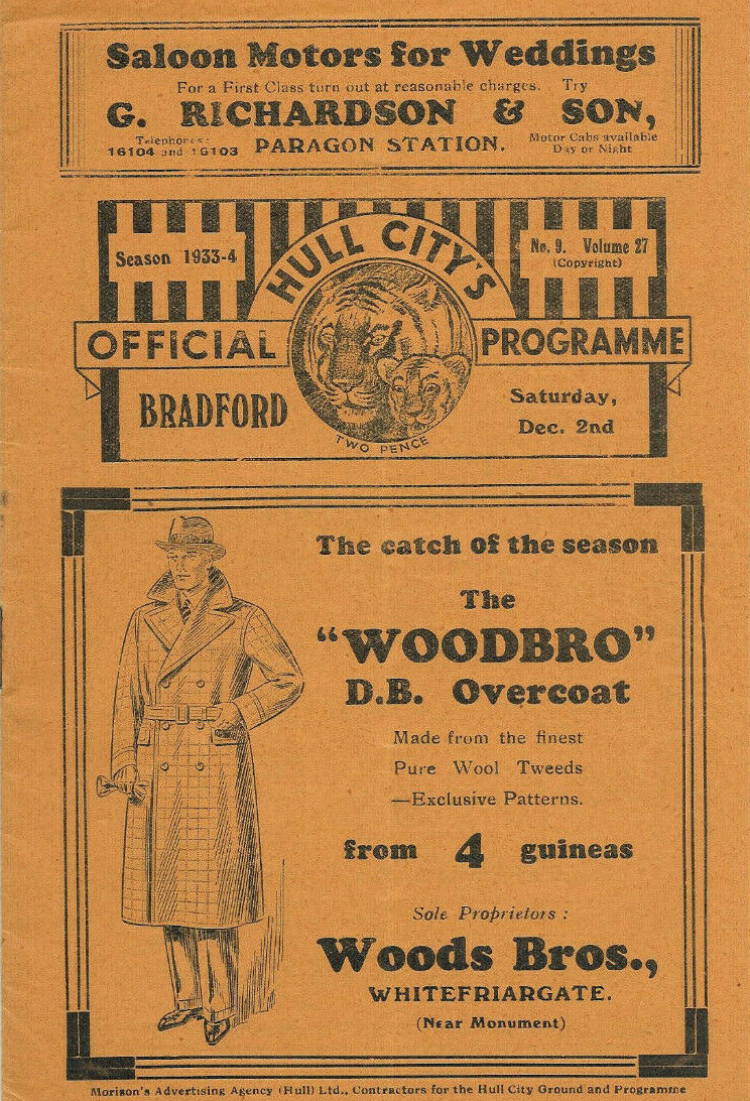 Saloon Motors for Weddings
For a First Class turn out at reasonable charges. Try
G. RICHARDSON & SON,
Telephones:
16104 and 16103
PARAGON STATION.
Motor Cabs available
Day or Night
Season 1933-4
HULL CITY'S
No. 9. Volume 27
(Copyright)
OFFICIAL
PROGRAMME
BRADFORD
Saturday,
Dec. 2nd
TWO PENCE
The catch of the season
The
"WOODBRO"
D.B. Overcoat
Made from the finest
Pure Wool Tweeds
—Exclusive Patterns.
from 4 guineas
Sole Proprietors :
Woods Bros.,
WHITEFRIARGATE.
(Near Monument)
Morison's Advertising Agency (Hull) Ltd., Contractors for the Hull City Ground and Programme